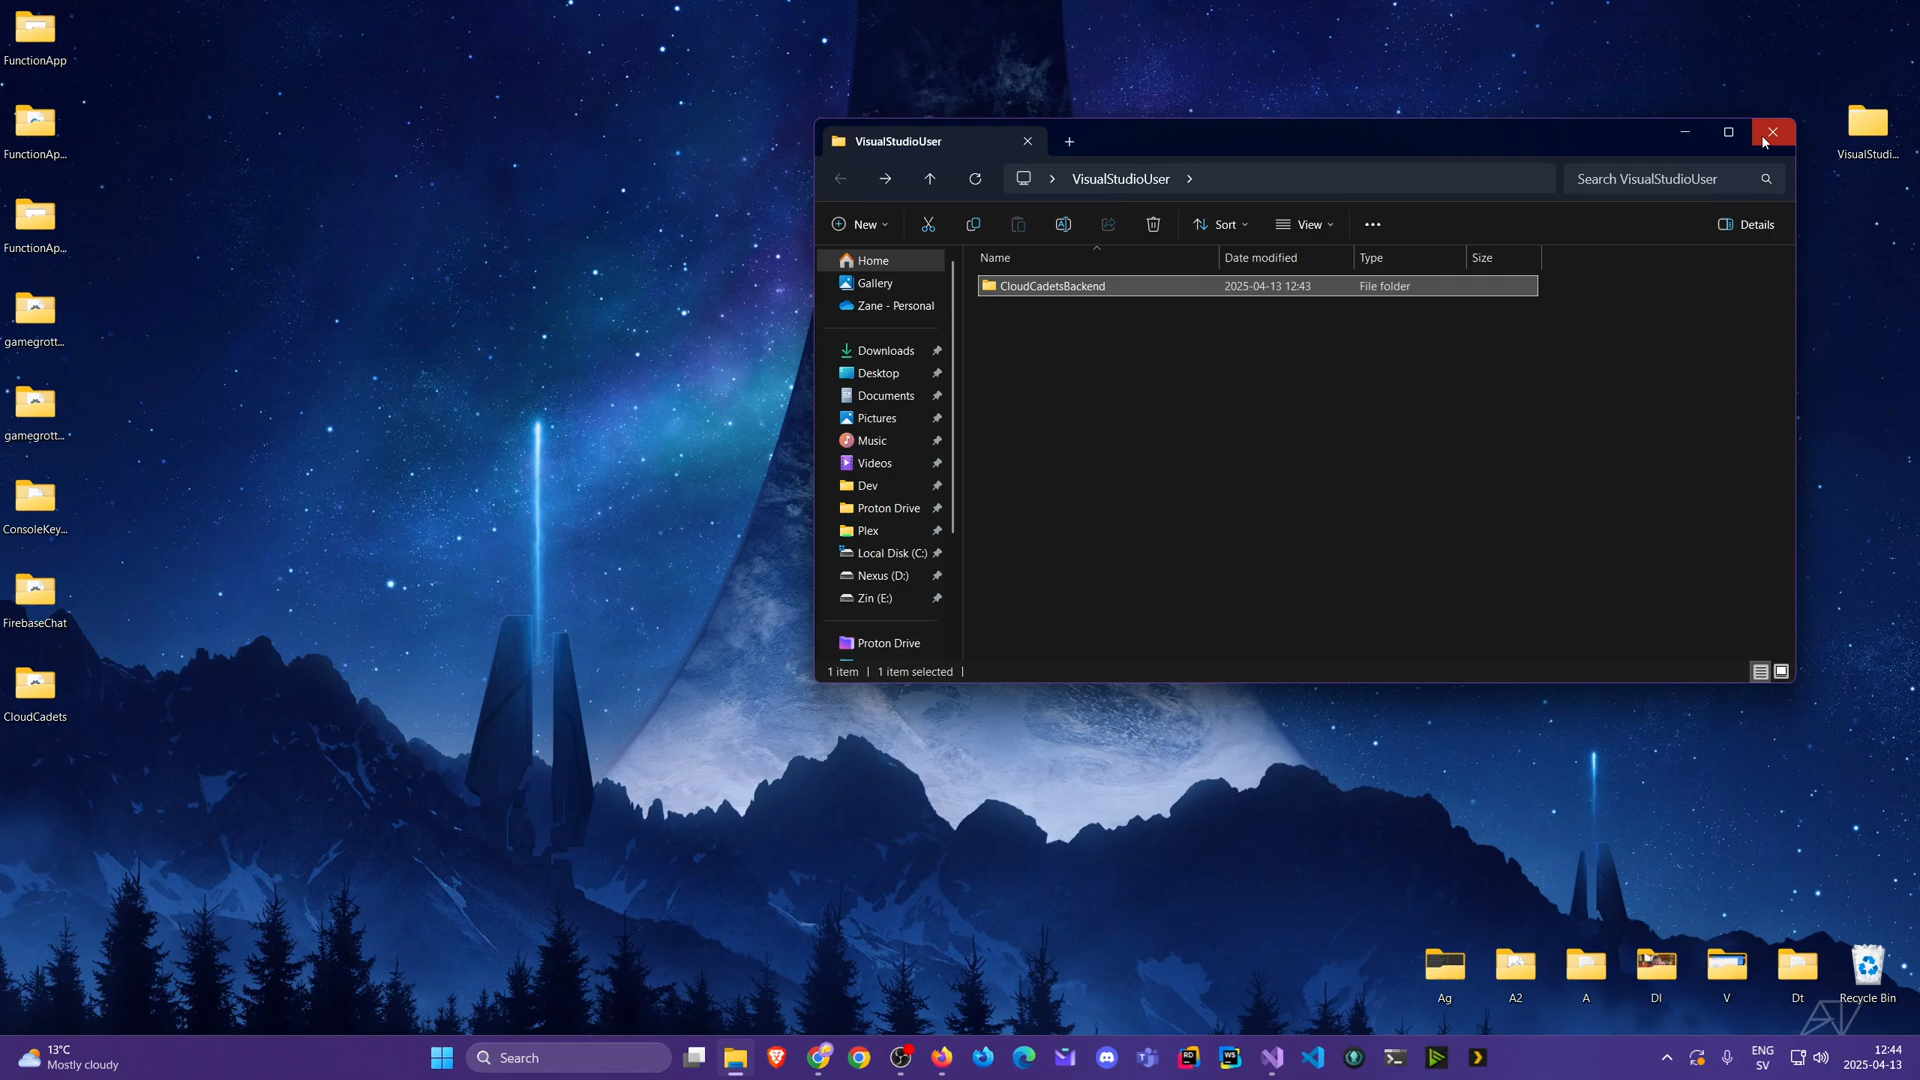 FunctionApp
FunctionAp...
FunctionAp...
gamegrott...
gamegrott...
ConsoleKey...
FirebaseChat
CloudCadets
VisualStudi...
VisualStudioUser
VisualStudioUser
Search VisualStudioUser
New
Sort
View
Details
Name
Date modified
Type
Size
CloudCadetsBackend
2025-04-13 12:43
File folder
Home
Gallery
Zane - Personal
Downloads
Desktop
Documents
Pictures
Music
Videos
Dev
Proton Drive
Plex
Local Disk (C:)
Nexus (D:)
Zin (E:)
Proton Drive
1 item
1 item selected
Ag
A2
A
DI
V
Dt
Recycle Bin
13°C
Mostly cloudy
Search
RD
WS
ENG
SV
12:44
2025-04-13